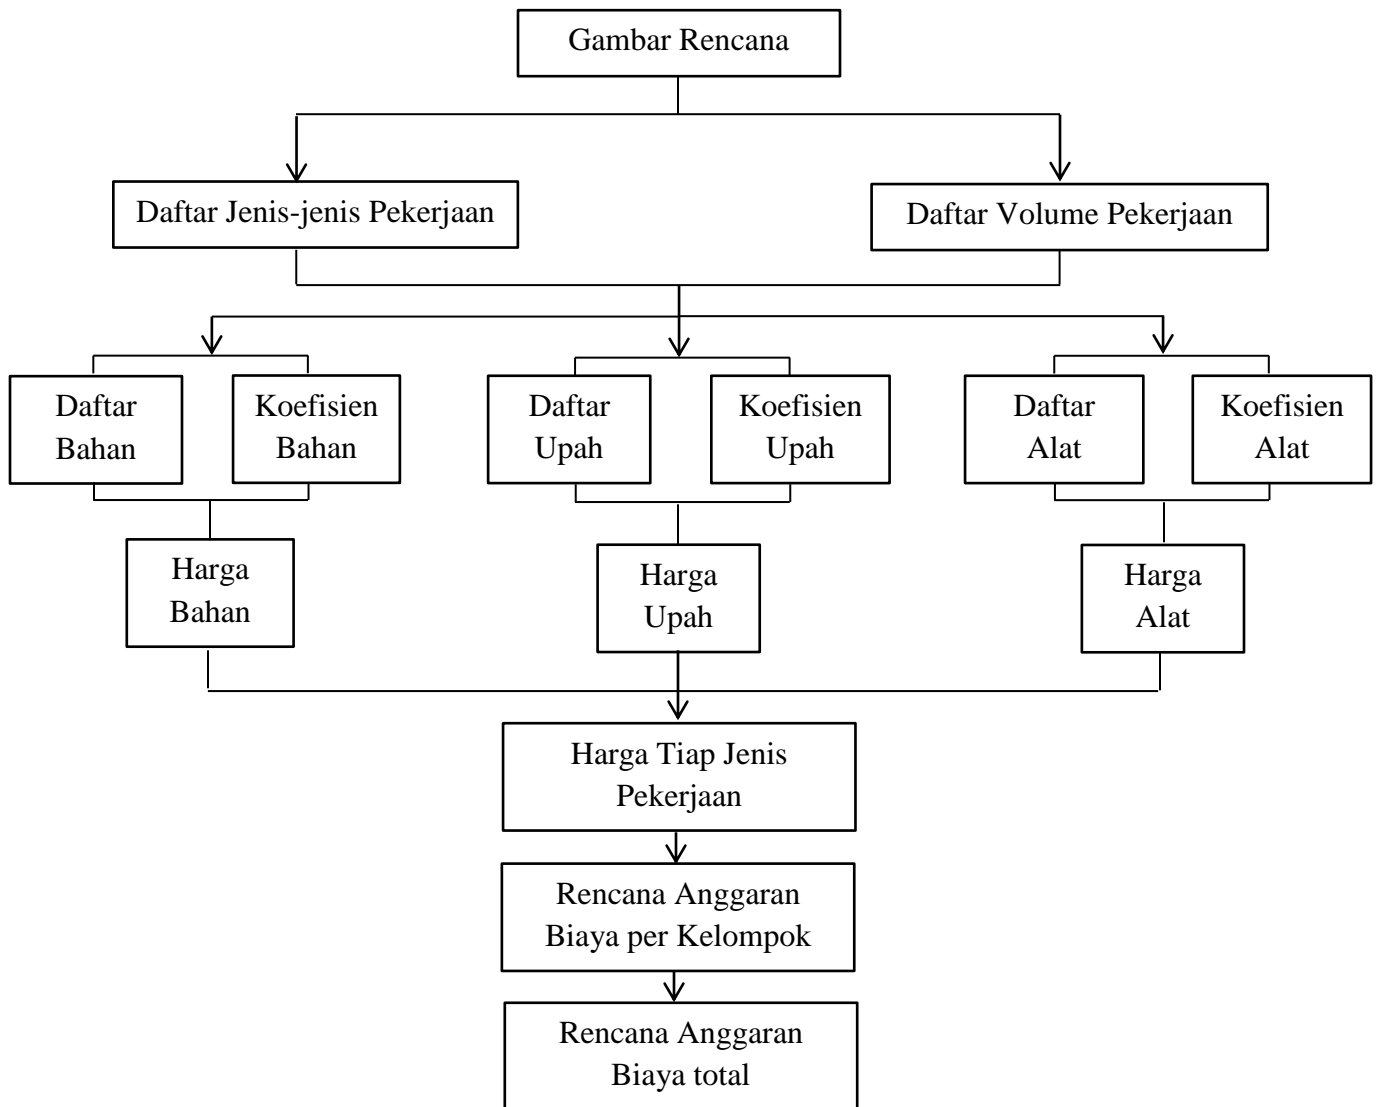 Gambar Rencana
Daftar Jenis-jenis Pekerjaan
Daftar Volume Pekerjaan
Daftar
Bahan
Koefisien
Bahan
Daftar
Upah
Koefisien
Upah
Daftar
Alat
Koefisien
Alat
Harga
Bahan
Harga
Upah
Harga
Alat
Harga Tiap Jenis
Pekerjaan
Rencana Anggaran
Biaya per Kelompok
Rencana Anggaran
Biaya total